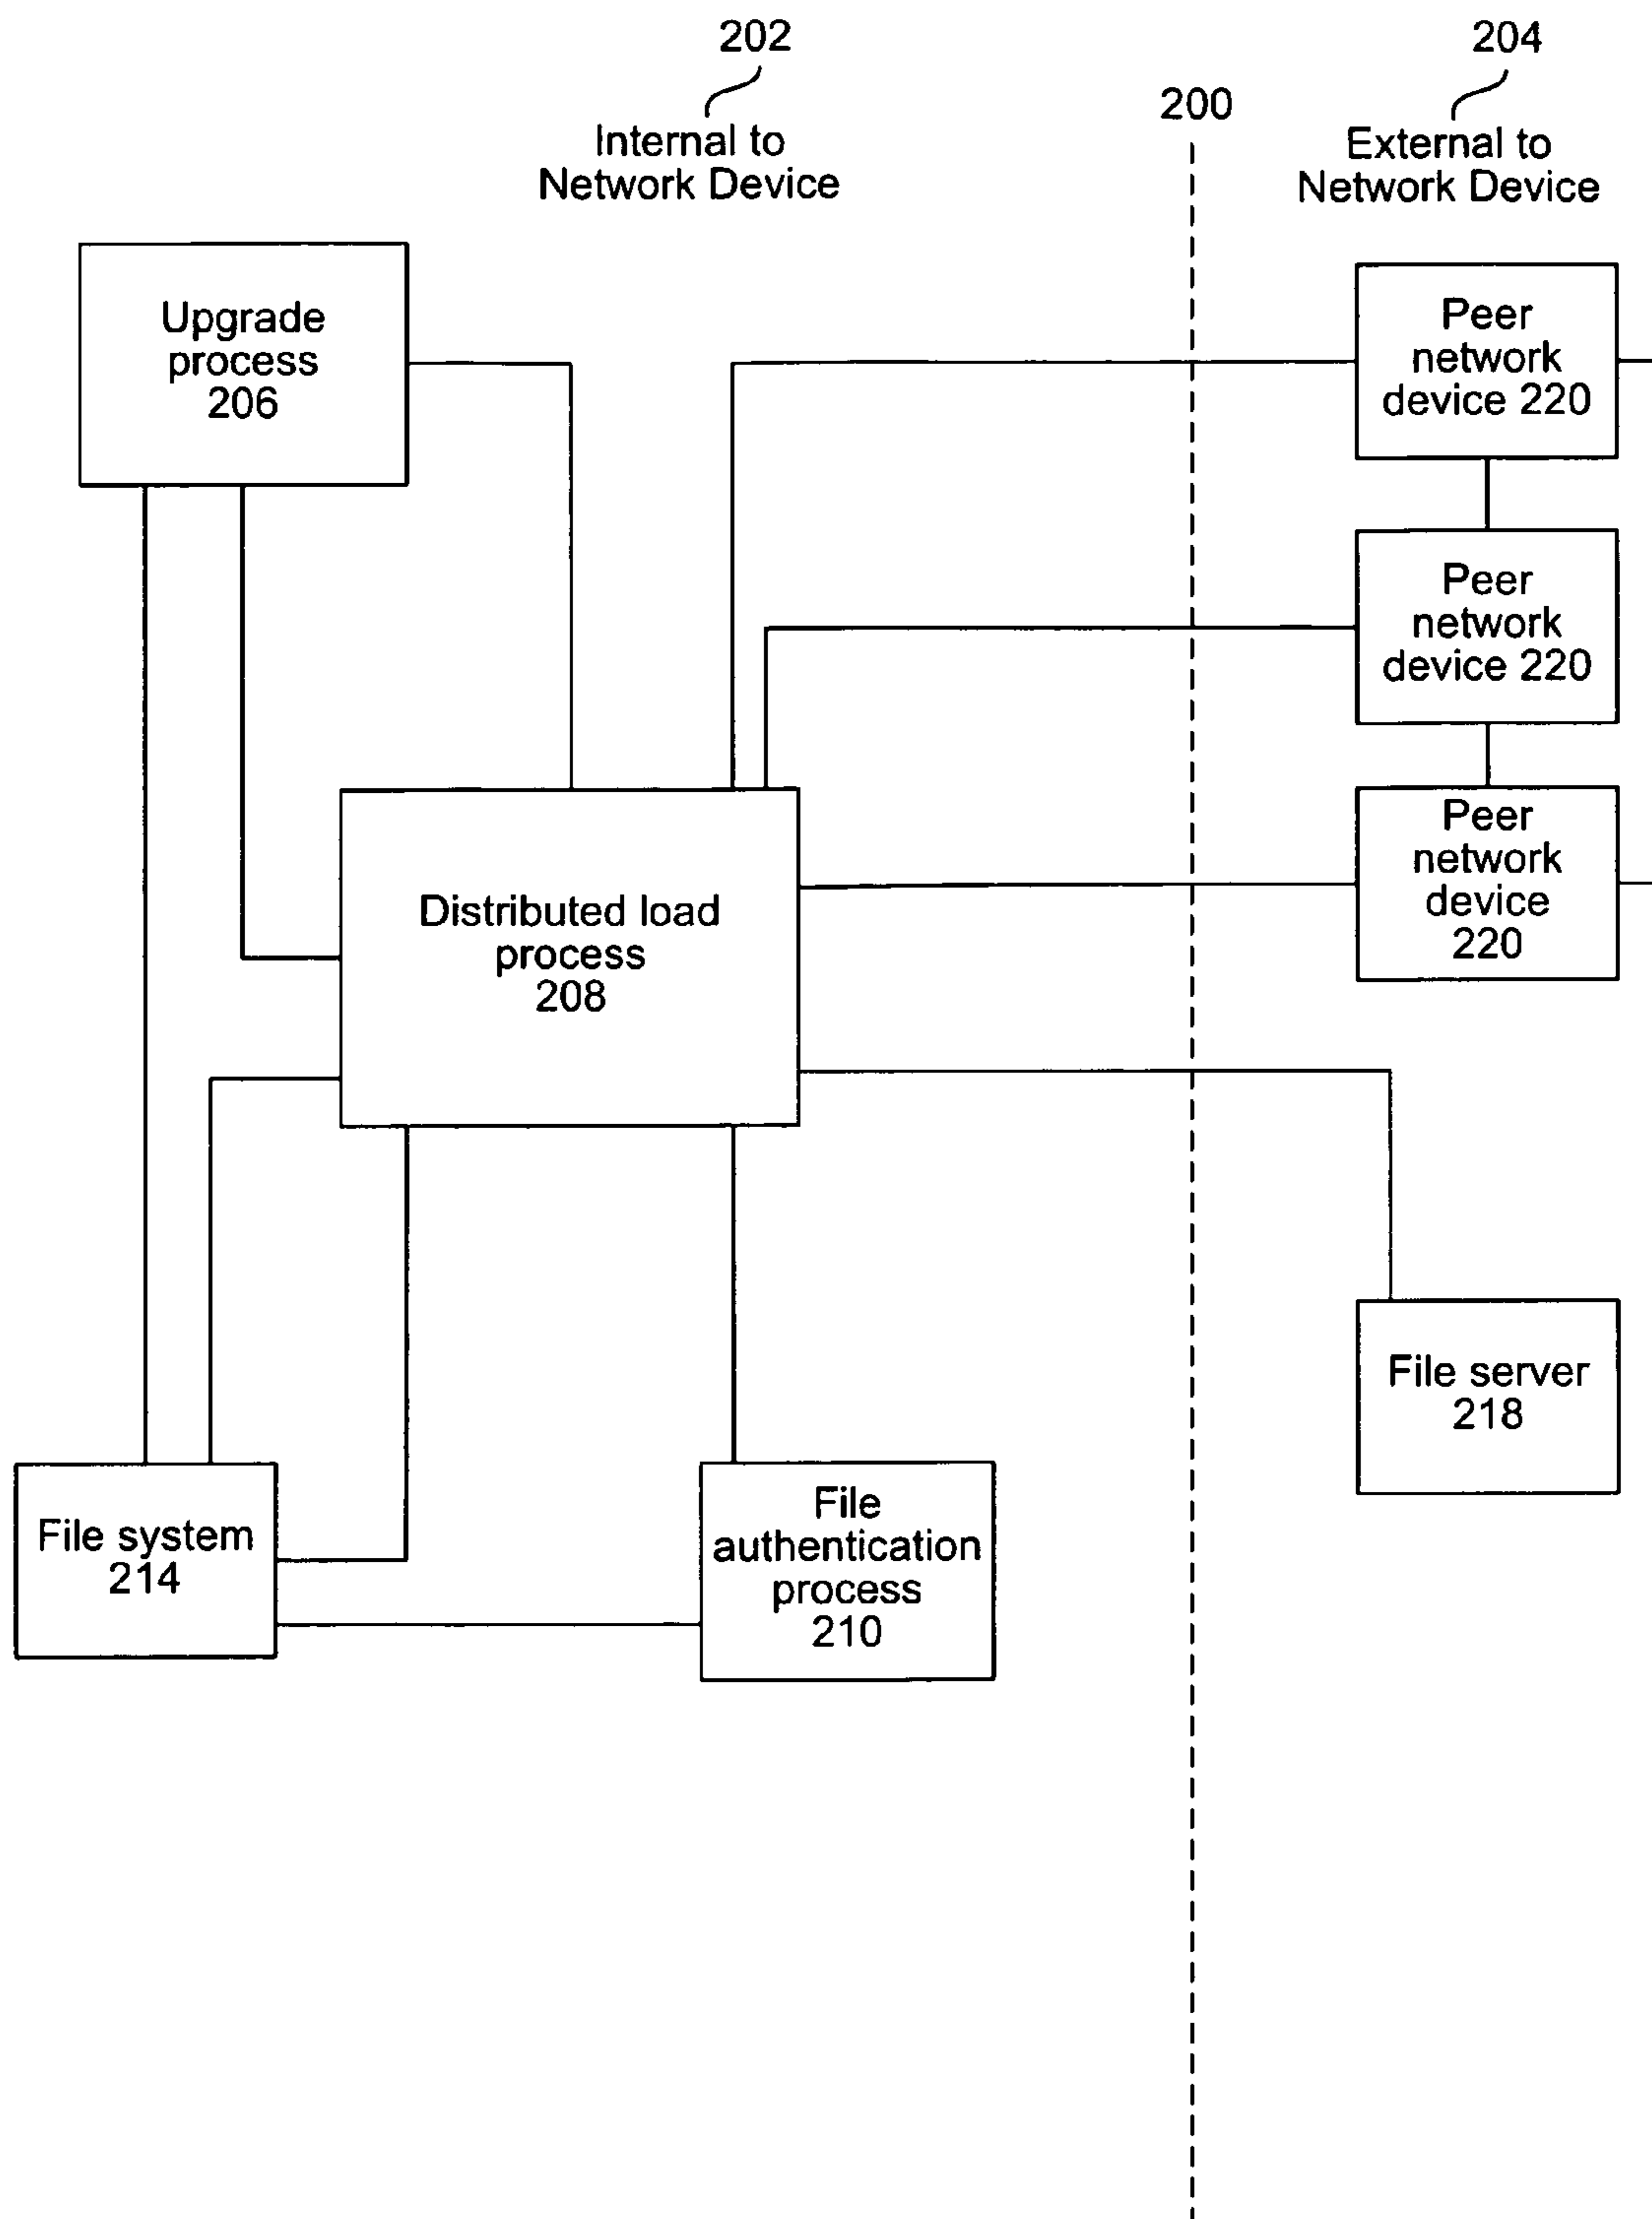 202
204
200
Internal to
Network Device
External to
Network Device
Upgrade
process
206
Peer
network
device 220
Peer
network
device 220
Peer
network
device
220
Distributed load
process
208
File server
218
File system
214
File
authentication
process
210